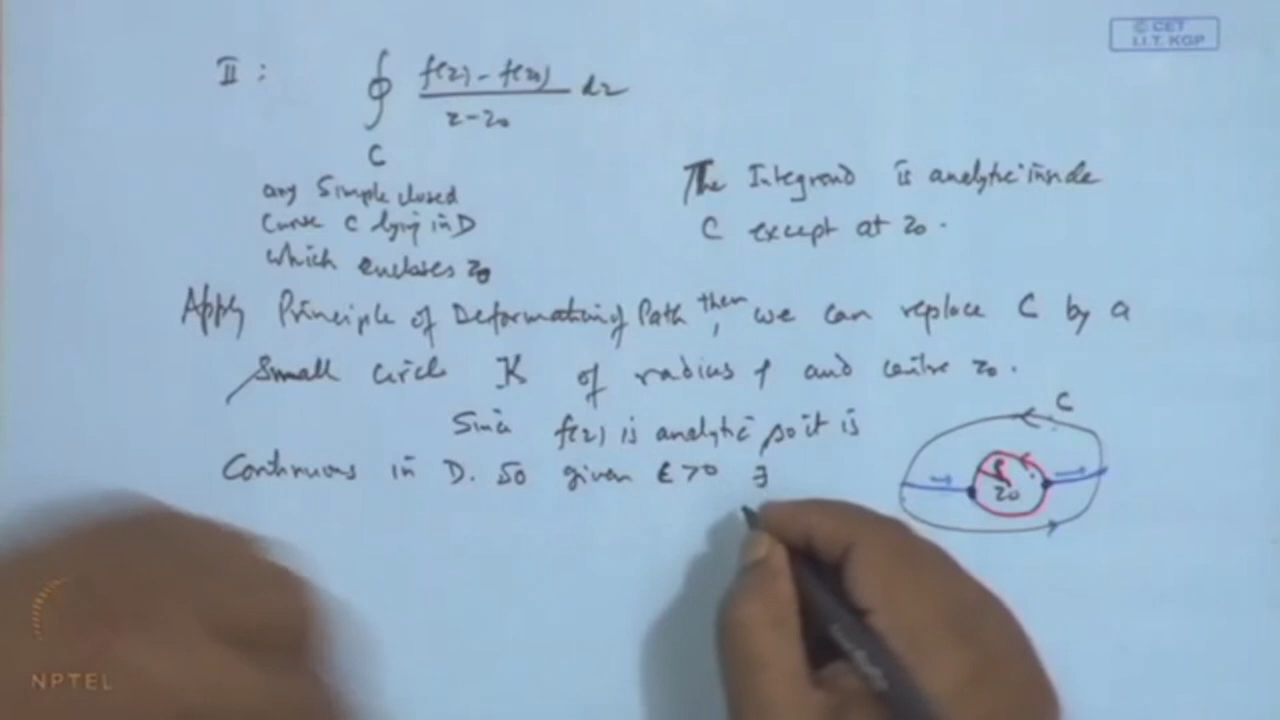 © CET
I.I.T. KGP
II : ∮ f(z) - f(z0) / z - z0 dz
C
any Simple closed
Curve C lying in D
which encloses z0
The Integrand is analytic inside
C except at z0.
Apply Principle of Deformation of Path, then we can replace C by a
Small circle K of radius ρ and centre z0.
Since f(z) is analytic so it is
Continuous in D. So given ε>0 ∃
C
ρ
z0
NPTEL